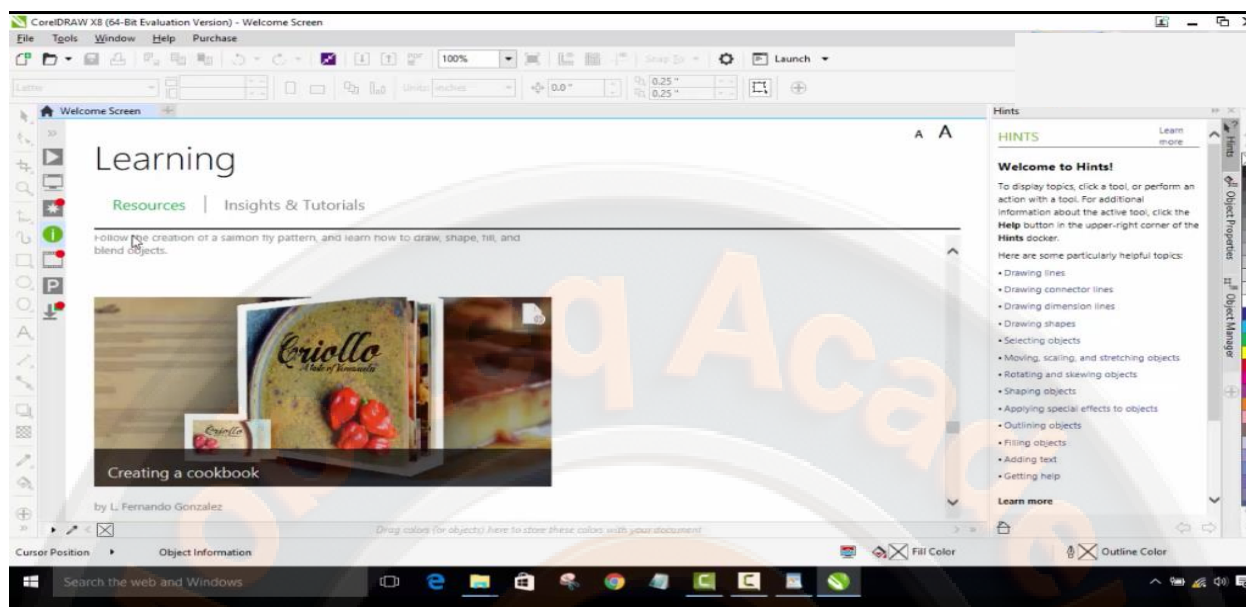 CorelDRAW X8 (64-Bit Evaluation Version) - Welcome Screen
File Tools Window Help Purchase
100% Snap To Launch
Letter Units: inches 0.0 " 0.25 "
0.25 "
Welcome Screen
Learning
Resources | Insights & Tutorials
Follow the creation of a salmon fly pattern, and learn how to draw, shape, fill, and
blend objects.
Criollo
A taste of Venezuela
Criollo
Creating a cookbook
by L. Fernando Gonzalez
A A
Hints
HINTS
Learn
more
Welcome to Hints!
To display topics, click a tool, or perform an
action with a tool. For additional
information about the active tool, click the
Help button in the upper-right corner of the
Hints docker.
Here are some particularly helpful topics:
• Drawing lines
• Drawing connector lines
• Drawing dimension lines
• Drawing shapes
• Selecting objects
• Moving, scaling, and stretching objects
• Rotating and skewing objects
• Shaping objects
• Applying special effects to objects
• Outlining objects
• Filling objects
• Adding text
• Getting help
Learn more
Hints
Object Properties
Object Manager
Drag colors (or objects) here to store these colors with your document
Cursor Position Object Information Fill Color Outline Color
Search the web and Windows